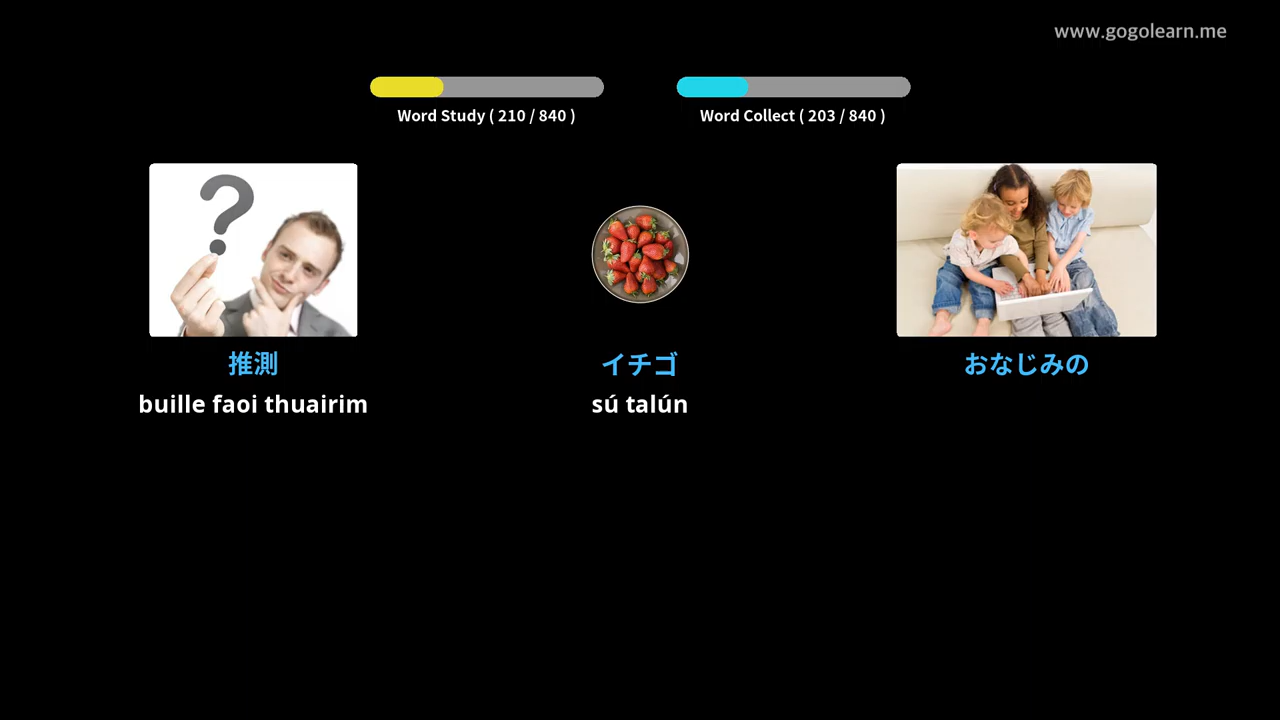 www.gogolearn.me
Word Study ( 210 / 840 )
Word Collect ( 203 / 840 )
推測
イチゴ
おなじみの
buille faoi thuairim
sú talún